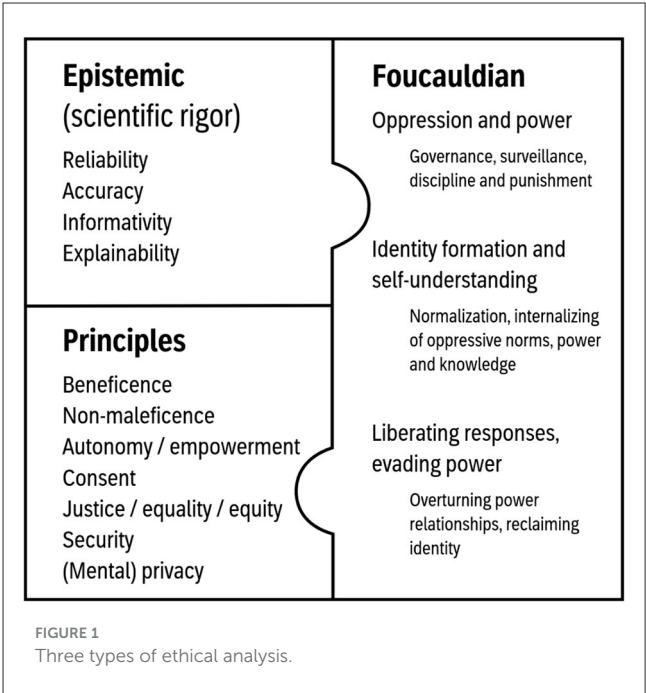 Epistemic
(scientific rigor)
Reliability
Accuracy
Informativity
Explainability
Principles
Beneficence
Non-maleficence
Autonomy / empowerment
Consent
Justice / equality / equity
Security
(Mental) privacy
Foucauldian
Oppression and power
Governance, surveillance,
discipline and punishment
Identity formation and
self-understanding
Normalization, internalizing
of oppressive norms, power
and knowledge
Liberating responses,
evading power
Overturning power
relationships, reclaiming
identity
FIGURE 1
Three types of ethical analysis.